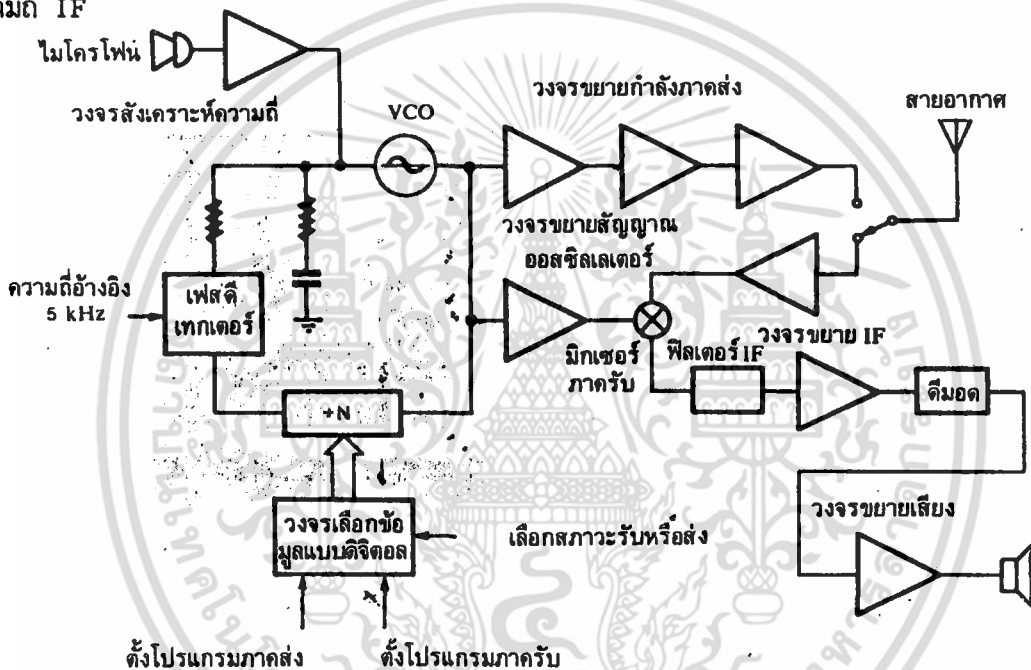 IF
ไมโครโฟน
วงจรสังเคราะห์ความถี่
VCO
วงจรขยายกำลังภาคส่ง
สายอากาศ
วงจรขยายสัญญาณ
ออสซิลเลเตอร์
ความถี่อ้างอิง
5 kHz
เฟสดี
เทกเตอร์
มิกเซอร์
ภาครับ
ฟิลเตอร์ IF
วงจรขยาย IF
ดีมอด
÷N
วงจรเลือกข้อ
มูลแบบดิจิตอล
เลือกสภาวะรับหรือส่ง
วงจรขยายเสียง
ตั้งโปรแกรมภาคส่ง
ตั้งโปรแกรมภาครับ